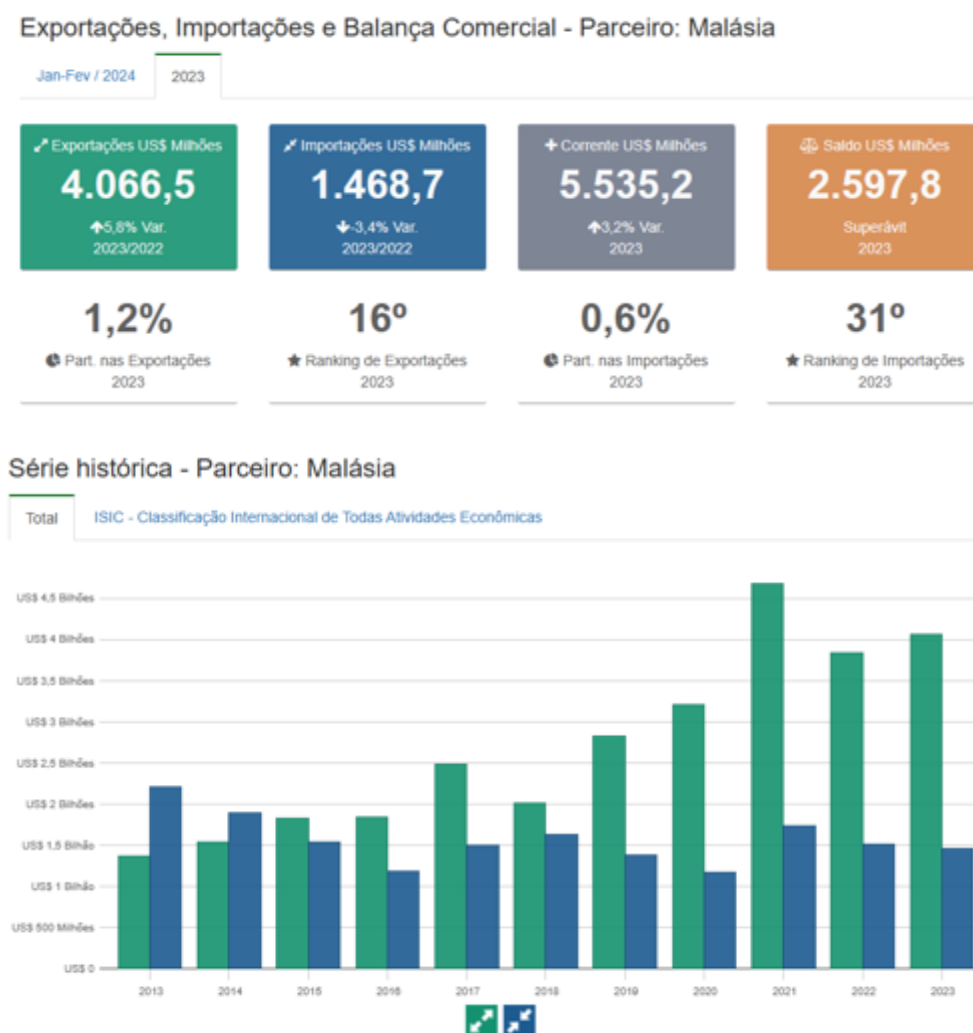 Exportações, Importações e Balança Comercial - Parceiro: Malásia
Jan-Fev / 2024
2023
Exportações US$ Milhões
4.066,5
5,8% Var.
2023/2022
Importações US$ Milhões
1.468,7
-3,4% Var.
2023/2022
Corrente US$ Milhões
5.535,2
3,2% Var.
2023
Saldo US$ Milhões
2.597,8
Superávit
2023
1,2%
Part. nas Exportações
2023
16º
Ranking de Exportações
2023
0,6%
Part. nas Importações
2023
31º
Ranking de Importações
2023
Série histórica - Parceiro: Malásia
Total
ISIC - Classificação Internacional de Todas Atividades Econômicas
US$ 4,5 Bilhões
US$ 4 Bilhões
US$ 3,5 Bilhões
US$ 3 Bilhões
US$ 2,5 Bilhões
US$ 2 Bilhões
US$ 1,5 Bilhão
US$ 1 Bilhão
US$ 500 Milhões
US$ 0
2013 2014 2015 2016 2017 2018 2019 2020 2021 2022 2023